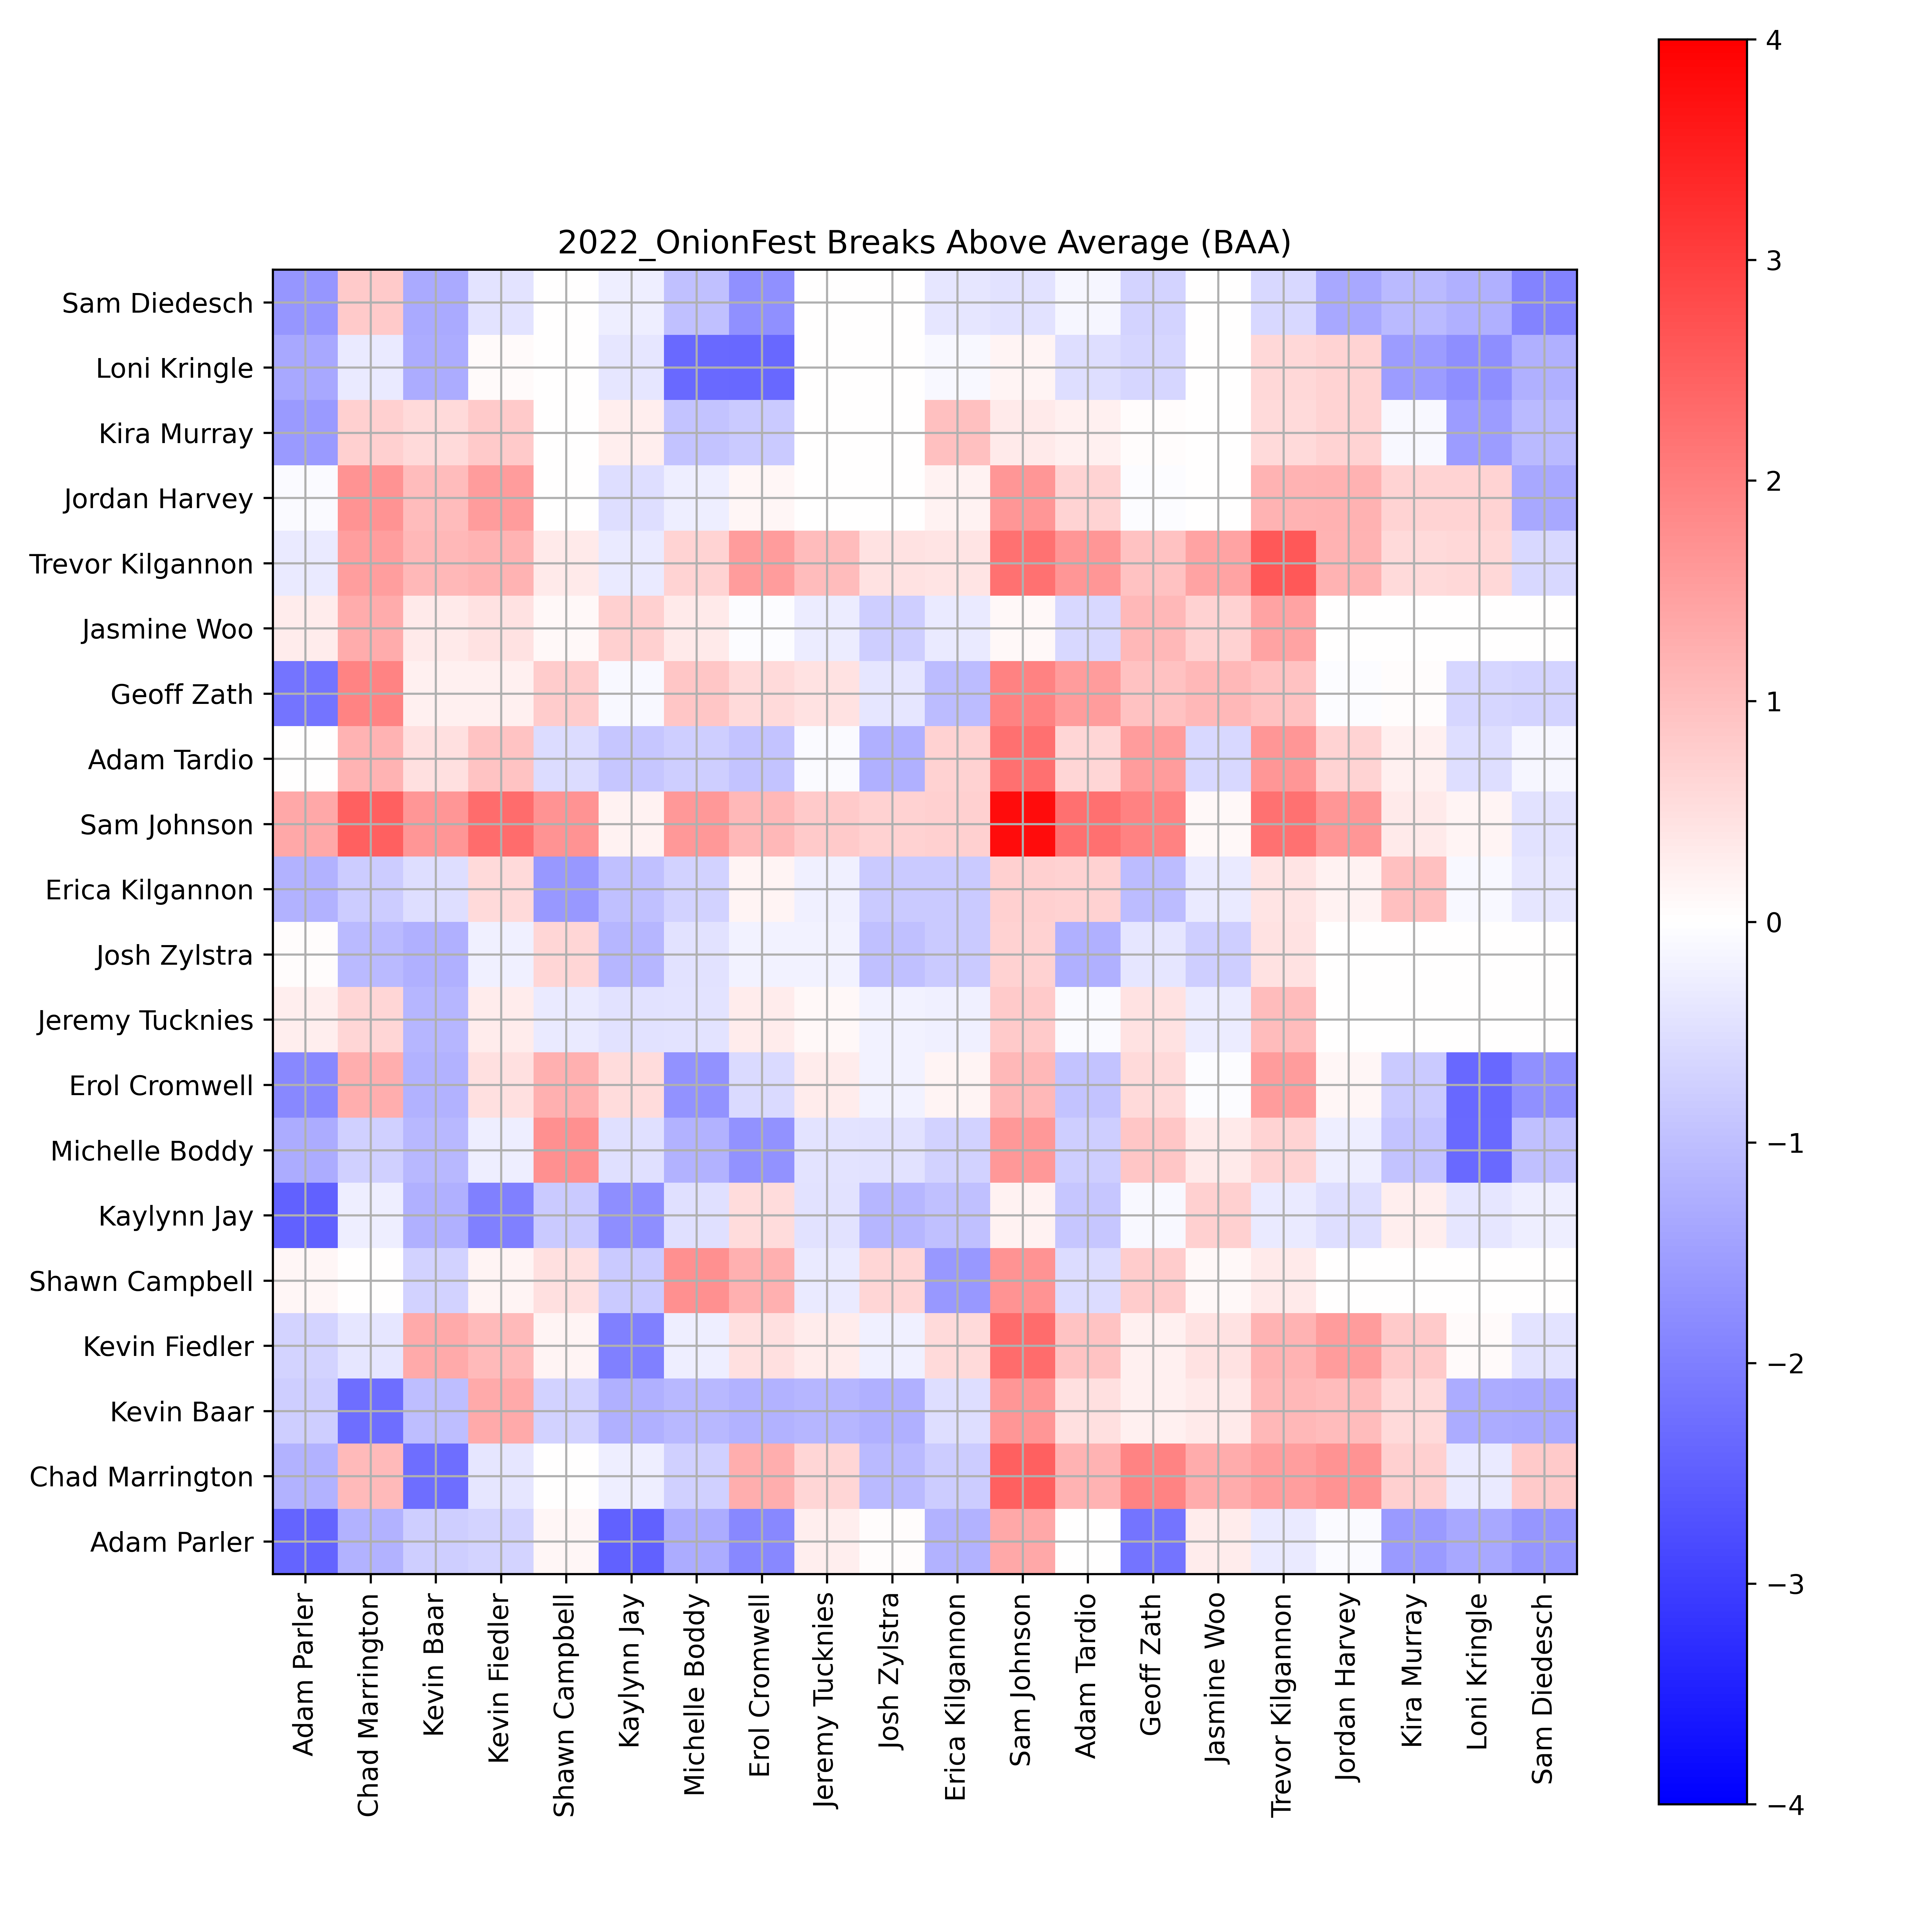 2022_OnionFest Breaks Above Average (BAA)
Sam Diedesch
Loni Kringle
Kira Murray
Jordan Harvey
Trevor Kilgannon
Jasmine Woo
Geoff Zath
Adam Tardio
Sam Johnson
Erica Kilgannon
Josh Zylstra
Jeremy Tucknies
Erol Cromwell
Michelle Boddy
Kaylynn Jay
Shawn Campbell
Kevin Fiedler
Kevin Baar
Chad Marrington
Adam Parler
Adam Parler
Chad Marrington
Kevin Baar
Kevin Fiedler
Shawn Campbell
Kaylynn Jay
Michelle Boddy
Erol Cromwell
Jeremy Tucknies
Josh Zylstra
Erica Kilgannon
Sam Johnson
Adam Tardio
Geoff Zath
Jasmine Woo
Trevor Kilgannon
Jordan Harvey
Kira Murray
Loni Kringle
Sam Diedesch
4
3
2
1
0
−1
−2
−3
−4